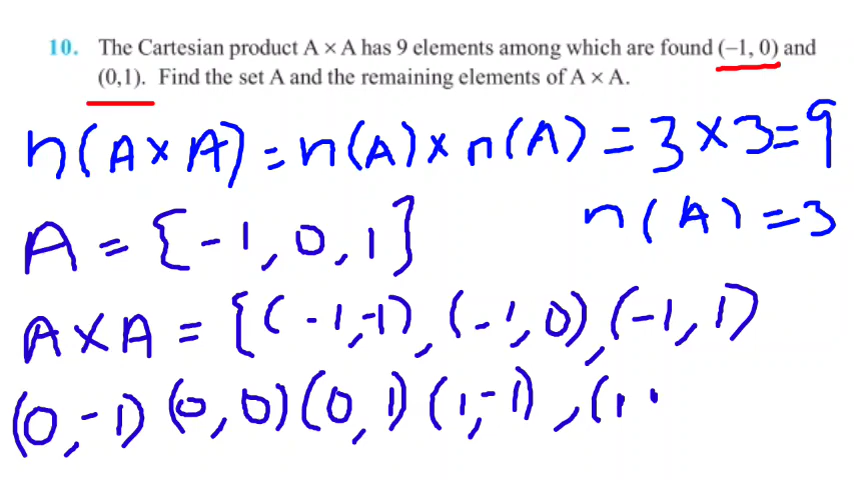 10. The Cartesian product A × A has 9 elements among which are found (–1, 0) and
(0,1). Find the set A and the remaining elements of A × A.
n(A×A) = n(A) × n(A) = 3 × 3 = 9
n(A) = 3
A = {-1, 0, 1}
A×A = {(-1,-1), (-1, 0), (-1, 1)
(0,-1) (0, 0) (0, 1) (1,-1), (1